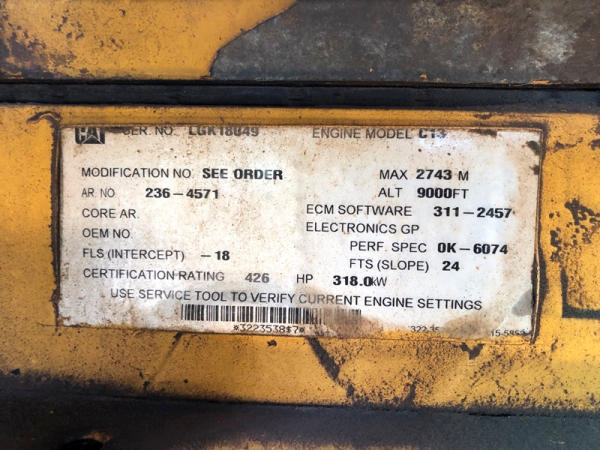 CAT SER. NO. LGK18049 ENGINE MODEL C13
MODIFICATION NO. SEE ORDER MAX 2743 M
AR. NO 236-4571 ALT 9000FT
CORE AR. ECM SOFTWARE 311-2457
OEM NO. ELECTRONICS GP
PERF. SPEC 0K-6074
FLS (INTERCEPT) -18 FTS (SLOPE) 24
CERTIFICATION RATING 426 HP 318.0kW
USE SERVICE TOOL TO VERIFY CURRENT ENGINE SETTINGS
*3223538$7*